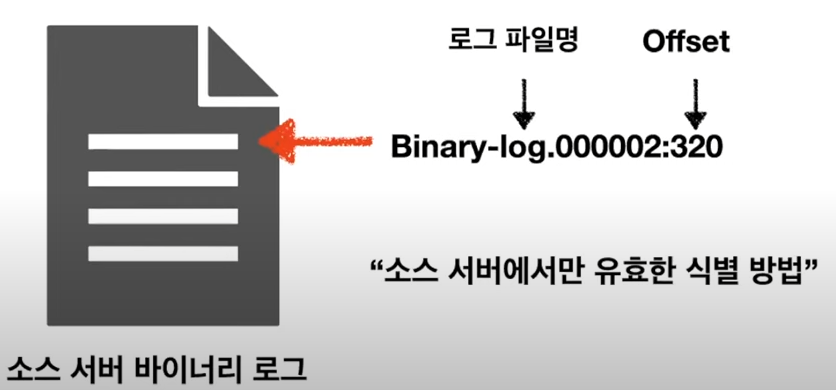 로그 파일명
Offset
Binary-log.000002:320
“소스 서버에서만 유효한 식별 방법”
소스 서버 바이너리 로그